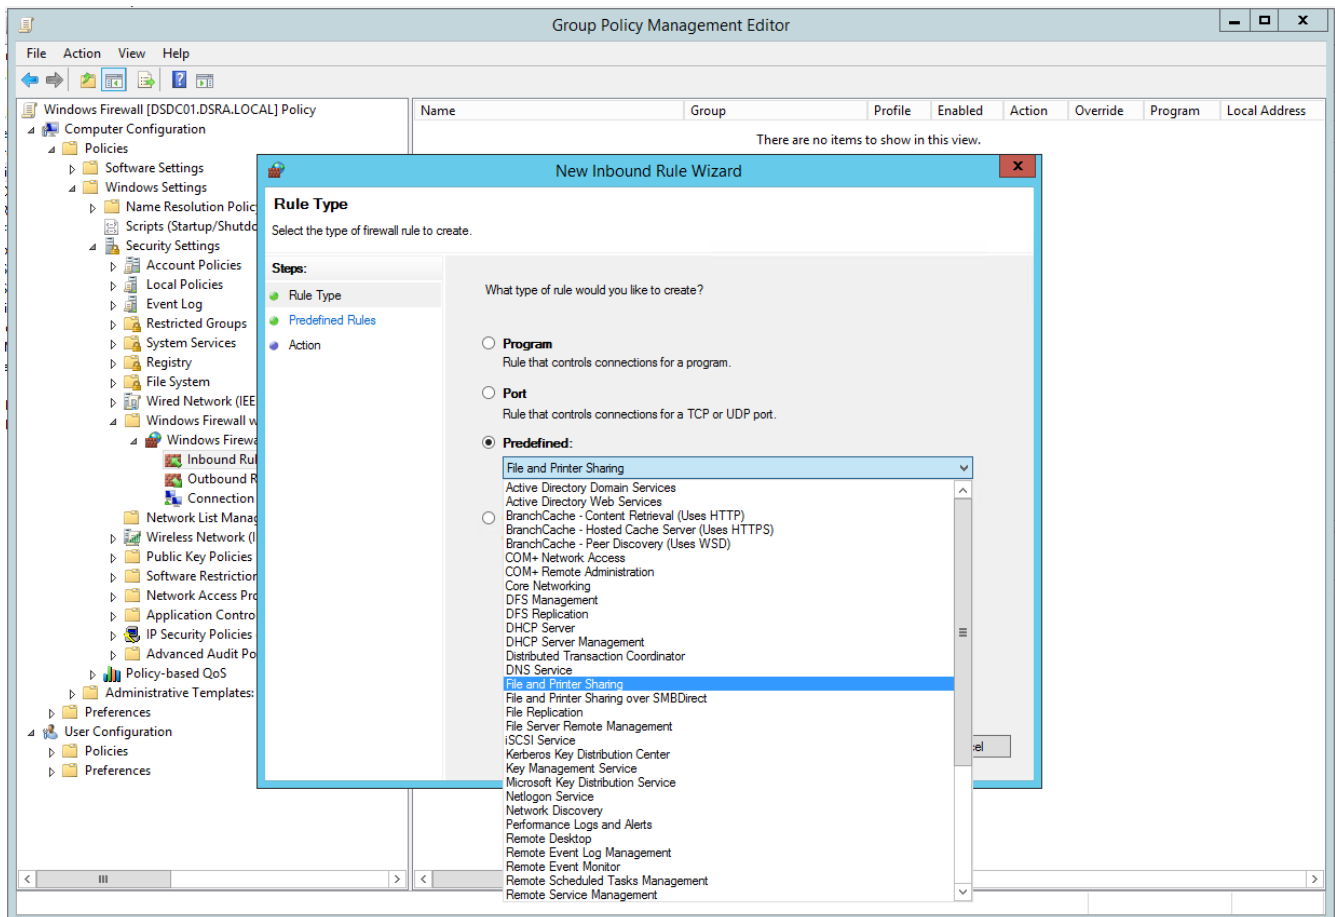 Group Policy Management Editor
File Action View Help
Windows Firewall [DSDC01.DSRA.LOCAL] Policy
Computer Configuration
Policies
Software Settings
Windows Settings
Name Resolution Polic
Scripts (Startup/Shutdo
Security Settings
Account Policies
Local Policies
Event Log
Restricted Groups
System Services
Registry
File System
Wired Network (IEE
Windows Firewall w
Windows Firewa
Inbound Rul
Outbound R
Connection
Network List Manag
Wireless Network (I
Public Key Policies
Software Restriction
Network Access Pro
Application Contro
IP Security Policies
Advanced Audit Po
Policy-based QoS
Administrative Templates:
Preferences
User Configuration
Policies
Preferences
Name Group Profile Enabled Action Override Program Local Address
There are no items to show in this view.
New Inbound Rule Wizard
Rule Type
Select the type of firewall rule to create.
Steps:
Rule Type
Predefined Rules
Action
What type of rule would you like to create?
Program
Rule that controls connections for a program.
Port
Rule that controls connections for a TCP or UDP port.
Predefined:
File and Printer Sharing
Active Directory Domain Services
Active Directory Web Services
BranchCache - Content Retrieval (Uses HTTP)
BranchCache - Hosted Cache Server (Uses HTTPS)
BranchCache - Peer Discovery (Uses WSD)
COM+ Network Access
COM+ Remote Administration
Core Networking
DFS Management
DFS Replication
DHCP Server
DHCP Server Management
Distributed Transaction Coordinator
DNS Service
File and Printer Sharing
File and Printer Sharing over SMBDirect
File Replication
File Server Remote Management
iSCSI Service
Kerberos Key Distribution Center
Key Management Service
Microsoft Key Distribution Service
Netlogon Service
Network Discovery
Performance Logs and Alerts
Remote Desktop
Remote Event Log Management
Remote Event Monitor
Remote Scheduled Tasks Management
Remote Service Management
cel